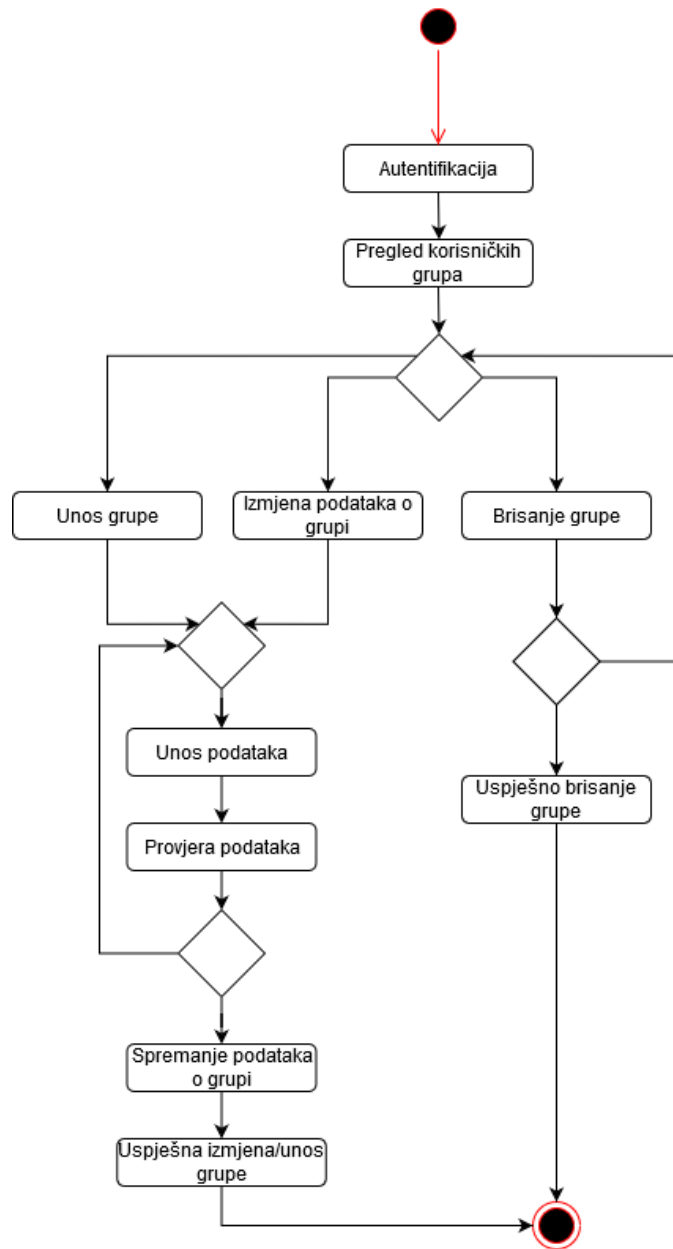 Autentifikacija
Pregled korisničkih
grupa
Unos grupe
Izmjena podataka o
grupi
Brisanje grupe
Unos podataka
Uspješno brisanje
grupe
Provjera podataka
Spremanje podataka
o grupi
Uspješna izmjena/unos
grupe